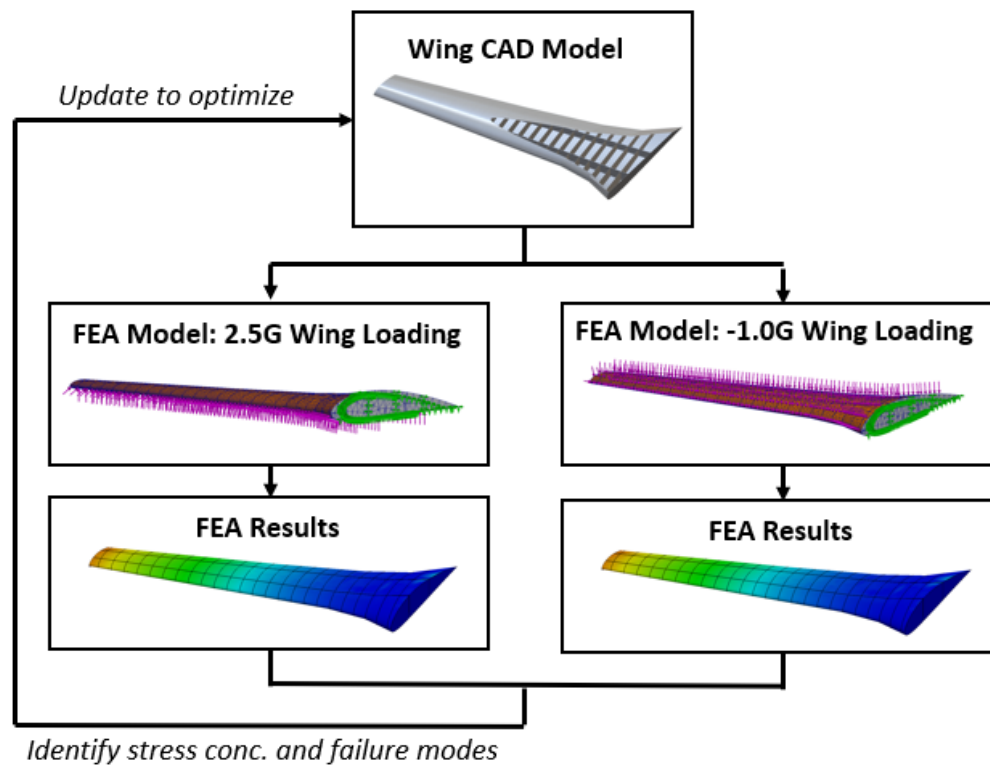 Wing CAD Model
Update to optimize
FEA Model: 2.5G Wing Loading
FEA Model: -1.0G Wing Loading
FEA Results
FEA Results
Identify stress conc. and failure modes